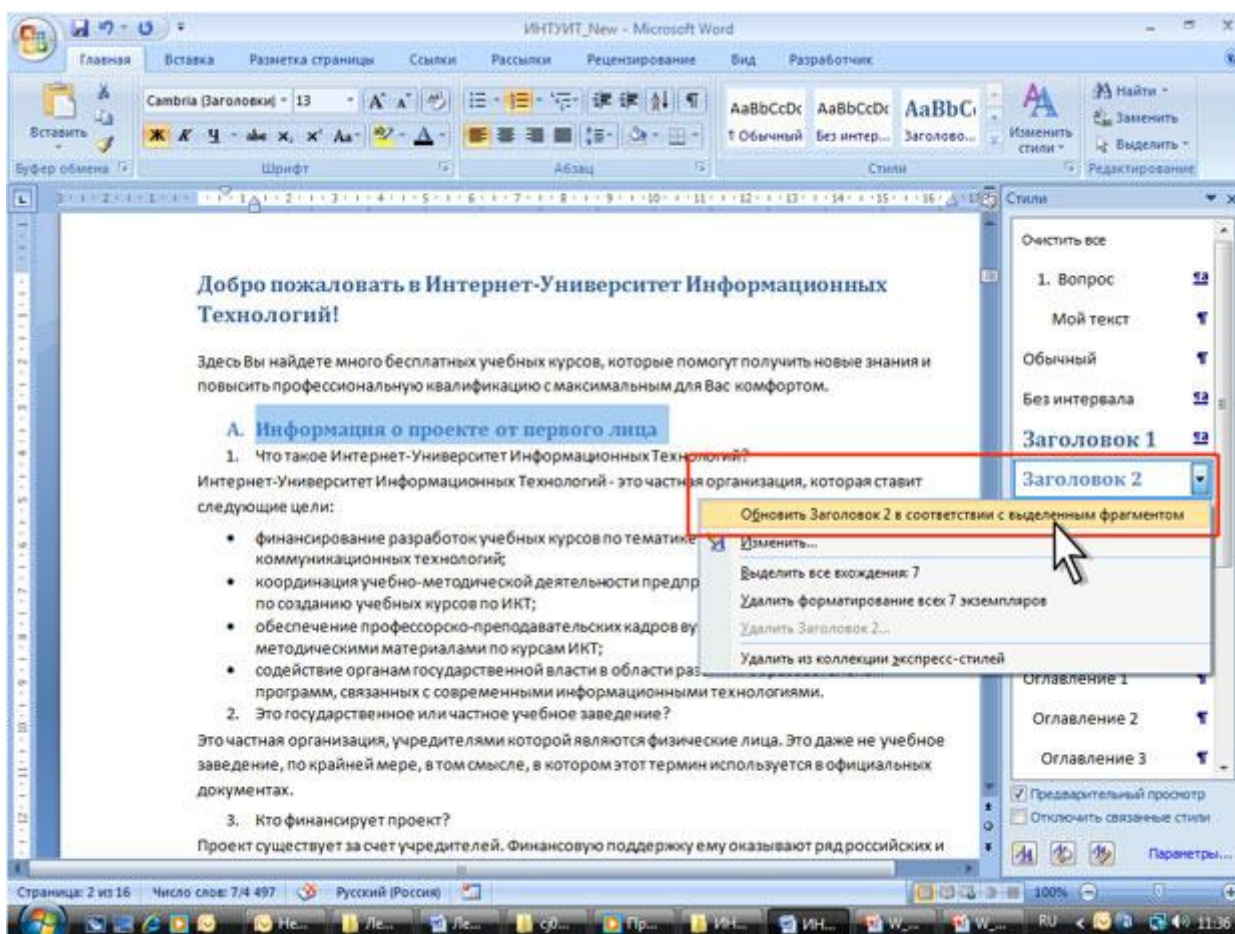 ИНТУИТ_New - Microsoft Word
Главная Вставка Разметка страницы Ссылки Рассылки Рецензирование Вид Разработчик
Вставить
Буфер обмена
Cambria (Заголовки) 13
Ж К Ч abc x, x' Aa
Шрифт
Абзац
AaBbCcDc AaBbCcDc AaBbC
¶ Обычный Без интер... Заголово...
Стили
Изменить стили
Найти
Заменить
Выделить
Редактирование
Добро пожаловать в Интернет-Университет Информационных
Технологий!
Здесь Вы найдете много бесплатных учебных курсов, которые помогут получить новые знания и
повысить профессиональную квалификацию с максимальным для Вас комфортом.
A. Информация о проекте от первого лица
1. Что такое Интернет-Университет Информационных Технологий?
Интернет-Университет Информационных Технологий - это частная организация, которая ставит
следующие цели:
• финансирование разработок учебных курсов по тематике
коммуникационных технологий;
• координация учебно-методической деятельности предпр
по созданию учебных курсов по ИКТ;
• обеспечение профессорско-преподавательских кадров ву
методическими материалами по курсам ИКТ;
• содействие органам государственной власти в области раз
программ, связанных с современными информационными технологиями.
2. Это государственное или частное учебное заведение?
Это частная организация, учредителями которой являются физические лица. Это даже не учебное
заведение, по крайней мере, в том смысле, в котором этот термин используется в официальных
документах.
3. Кто финансирует проект?
Проект существует за счет учредителей. Финансовую поддержку ему оказывают ряд российских и
Стили
Очистить все
1. Вопрос
Мой текст
Обычный
Без интервала
Заголовок 1
Заголовок 2
Обновить Заголовок 2 в соответствии с выделенным фрагментом
Изменить...
Выделить все вхождения: 7
Удалить форматирование всех 7 экземпляров
Удалить Заголовок 2...
Удалить из коллекции экспресс-стилей
Оглавление 1
Оглавление 2
Оглавление 3
Предварительный просмотр
Отключить связанные стили
Параметры...
Страница: 2 из 16 Число слов: 7/4 497 Русский (Россия) 100%
Не... Ле... Ле... cj0... Пр... ИН... ИН... W_... W_... RU 11:36